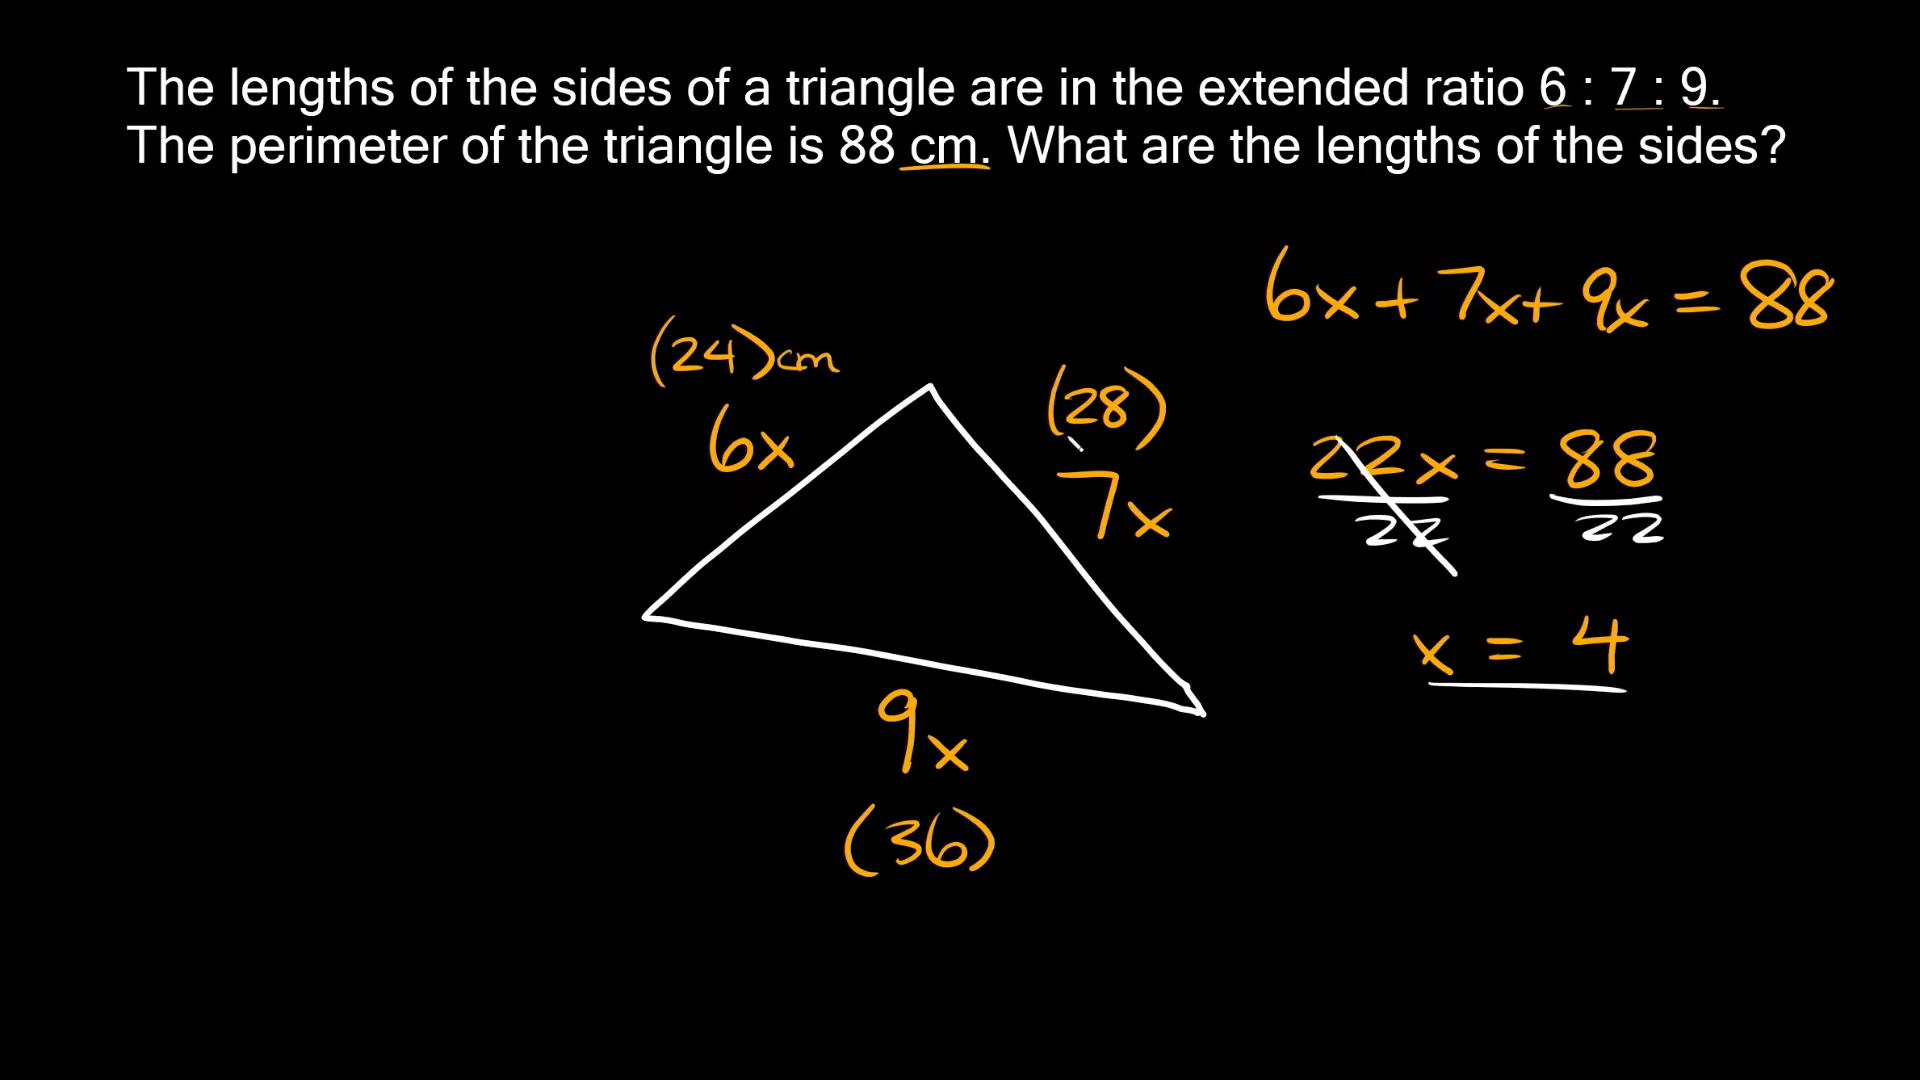 The lengths of the sides of a triangle are in the extended ratio 6 : 7 : 9.
The perimeter of the triangle is 88 cm. What are the lengths of the sides?
6x + 7x + 9x = 88
(24) cm
6x
(28)
7x
22x = 88
22 22
x = 4
9x
(36)